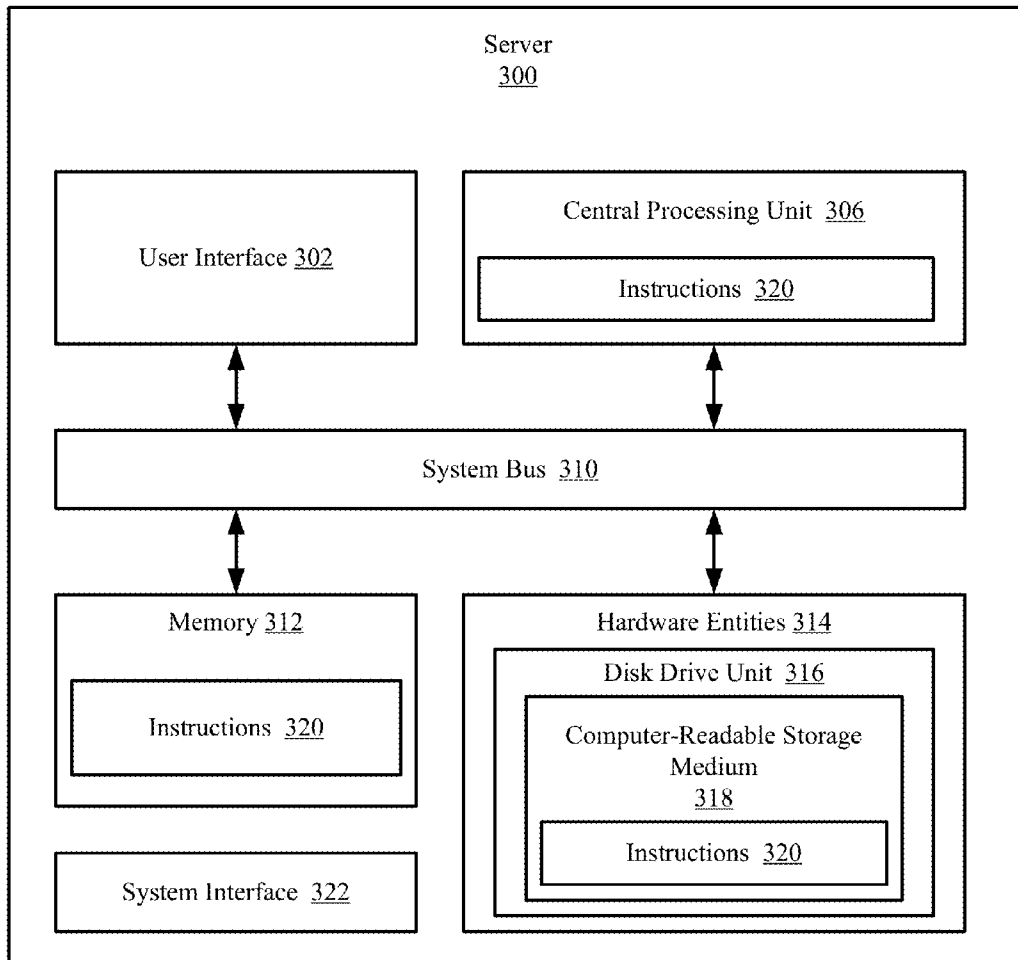 Server
300
User Interface 302
Central Processing Unit 306
Instructions 320
System Bus 310
Memory 312
Instructions 320
Hardware Entities 314
Disk Drive Unit 316
Computer-Readable Storage
Medium
318
Instructions 320
System Interface 322